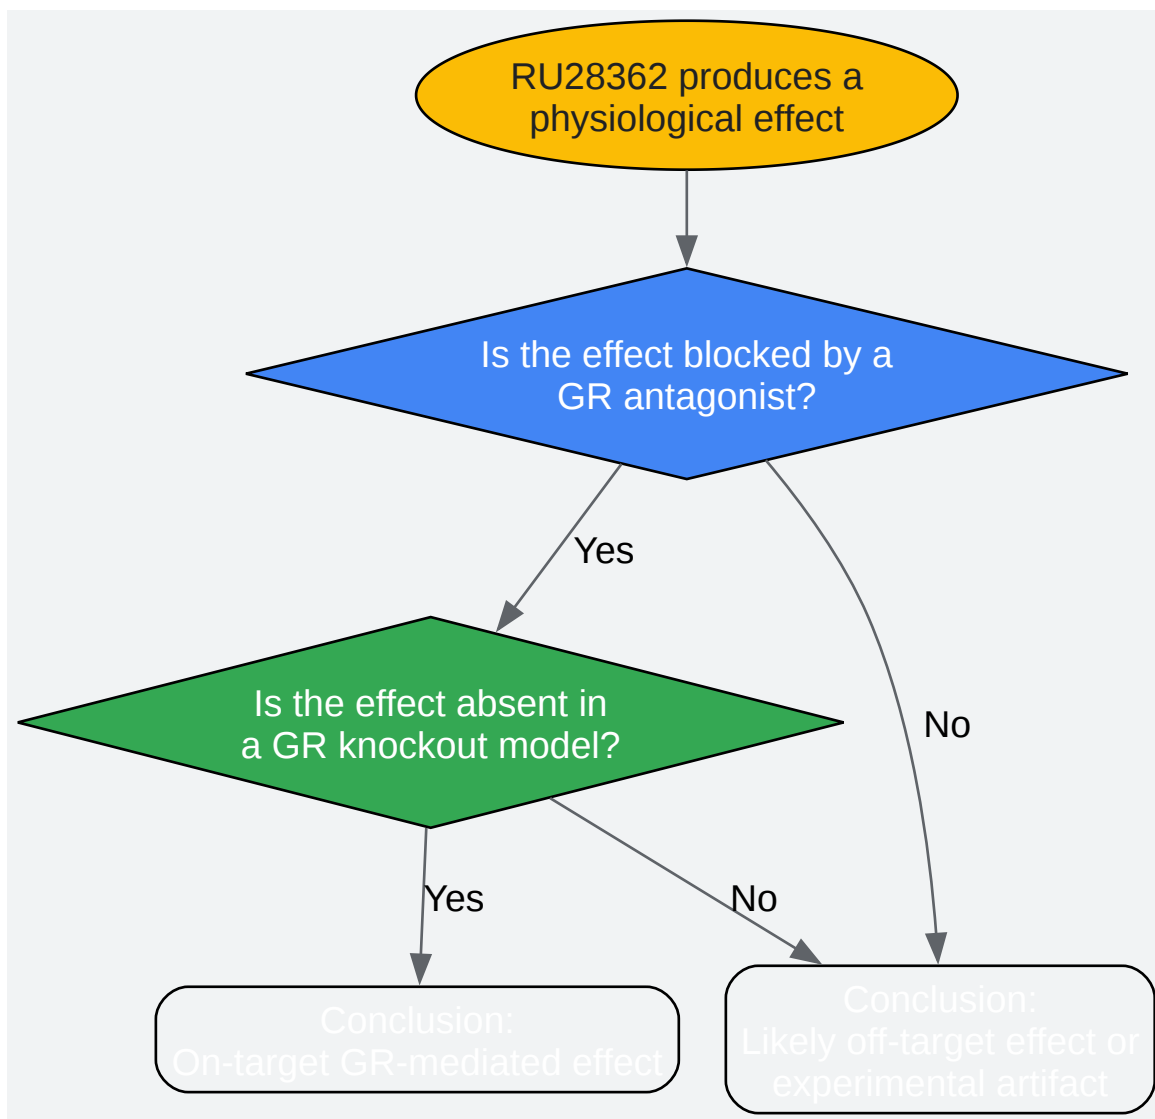 RU28362 produces a
physiological effect
Is the effect blocked by a
GR antagonist?
Yes
Is the effect absent in
a GR knockout model?
No
Yes
No
Conclusion:
On-target GR-mediated effect
Conclusion:
Likely off-target effect or
experimental artifact